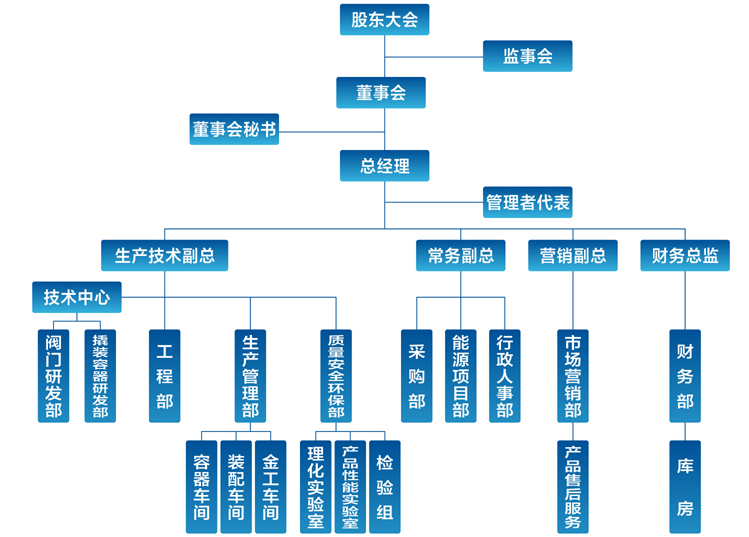 股东大会
监事会
董事会
董事会秘书
总经理
管理者代表
生产技术副总
常务副总
营销副总
财务总监
技术中心
阀门研发部
撬装容器研发部
工程部
生产管理部
质量安全环保部
采购部
能源项目部
行政人事部
市场营销部
财务部
容器车间
装配车间
金工车间
理化实验室
产品性能实验室
检验组
产品售后服务
库房